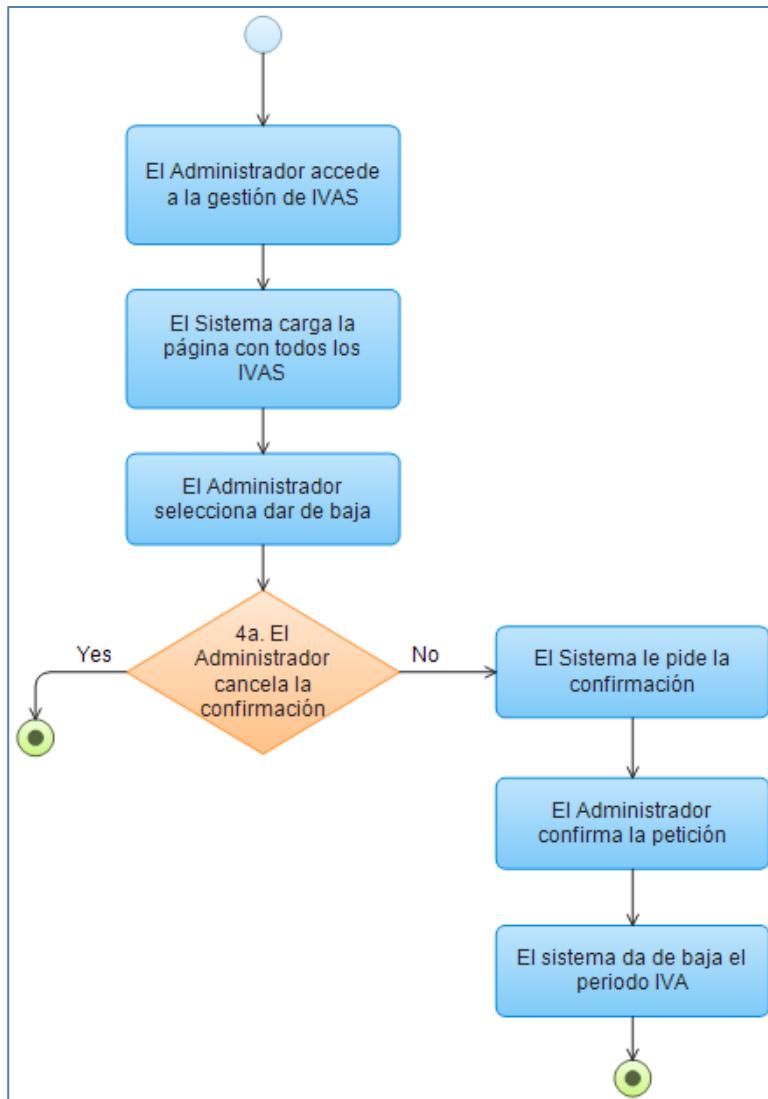 El Administrador accede
a la gestión de IVAS
El Sistema carga la
página con todos los
IVAS
El Administrador
selecciona dar de baja
4a. El
Administrador
cancela la
confirmación
Yes
No
El Sistema le pide la
confirmación
El Administrador
confirma la petición
El sistema da de baja el
periodo IVA